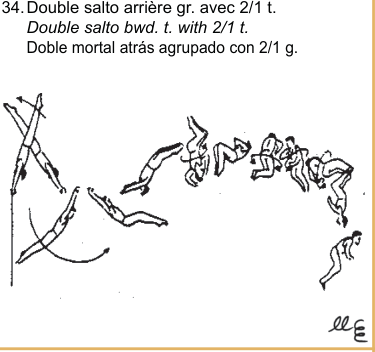 34. Double salto arrière gr. avec 2/1 t.
Double salto bwd. t. with 2/1 t.
Doble mortal atrás agrupado con 2/1 g.